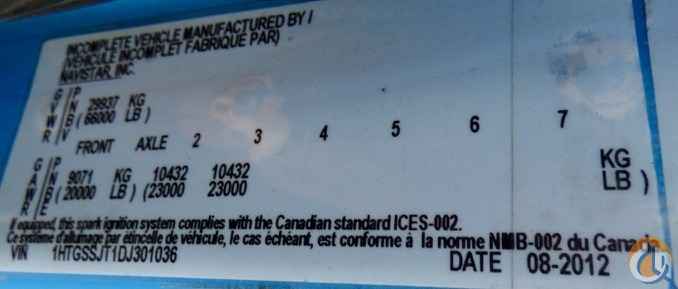 INCOMPLETE VEHICLE MANUFACTURED BY /
(VEHICULE INCOMPLET FABRIQUE PAR)
NAVISTAR, INC.
G / P
V / N 29937 KG
W / B ( 66000 LB )
R / V
FRONT AXLE 2 3 4 5 6 7
G / P
A / N 9071 KG 10432 10432 KG
W / B ( 20000 LB ) ( 23000 23000 LB )
R / E
If equipped, this spark ignition system complies with the Canadian standard ICES-002.
Ce système d'allumage par étincelle de véhicule, le cas échéant, est conforme à la norme NMB-002 du Canada
VIN 1HTGSSJT1DJ301036 DATE 08-2012